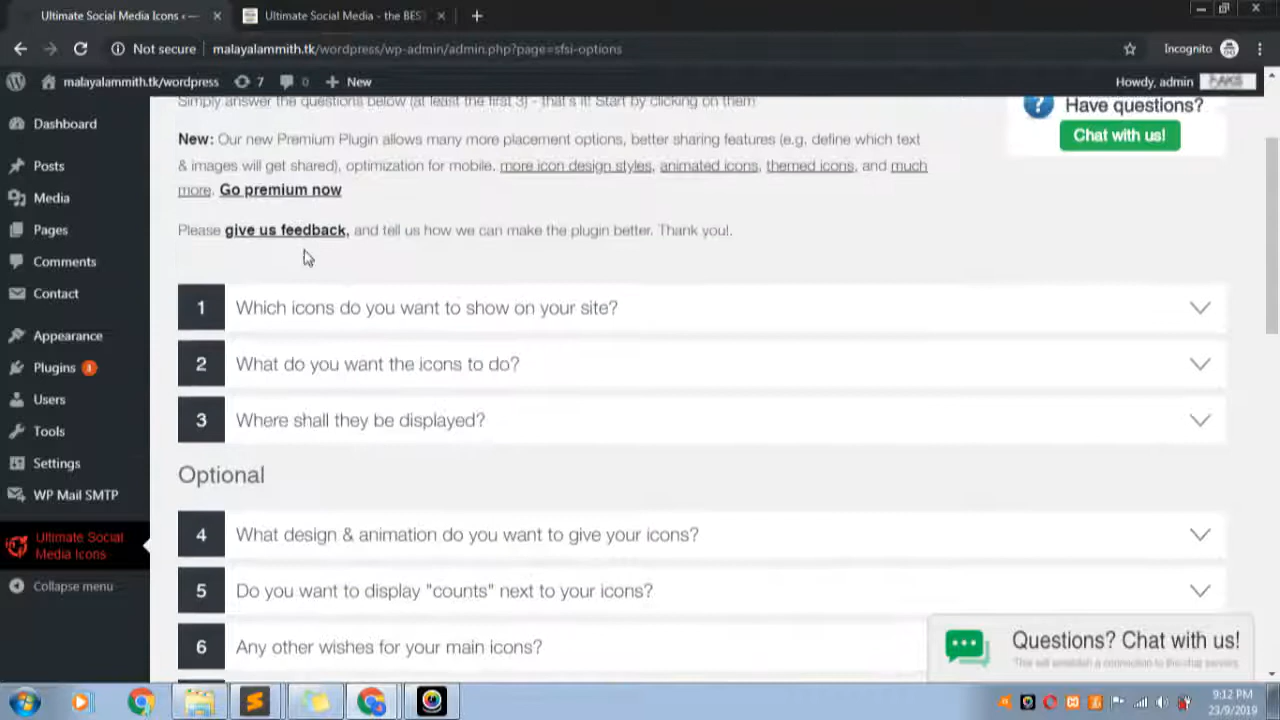 Ultimate Social Media Icons ‹ —
Ultimate Social Media - the BES
Not secure
malayalammith.tk/wordpress/wp-admin/admin.php?page=sfsi-options
Incognito
malayalammith.tk/wordpress
7
0
New
Howdy, admin
Dashboard
Posts
Media
Pages
Comments
Contact
Appearance
Plugins
Users
Tools
Settings
WP Mail SMTP
Ultimate Social
Media Icons
Collapse menu
Simply answer the questions below (at least the first 3) - that's it! Start by clicking on them
New: Our new Premium Plugin allows many more placement options, better sharing features (e.g. define which text
& images will get shared), optimization for mobile, more icon design styles, animated icons, themed icons, and much
more. Go premium now
Please give us feedback, and tell us how we can make the plugin better. Thank you!.
? Have questions?
Chat with us!
1 Which icons do you want to show on your site?
2 What do you want the icons to do?
3 Where shall they be displayed?
Optional
4 What design & animation do you want to give your icons?
5 Do you want to display "counts" next to your icons?
6 Any other wishes for your main icons?
Questions? Chat with us!
This will establish a connection to the chat servers
9:12 PM
23/9/2019